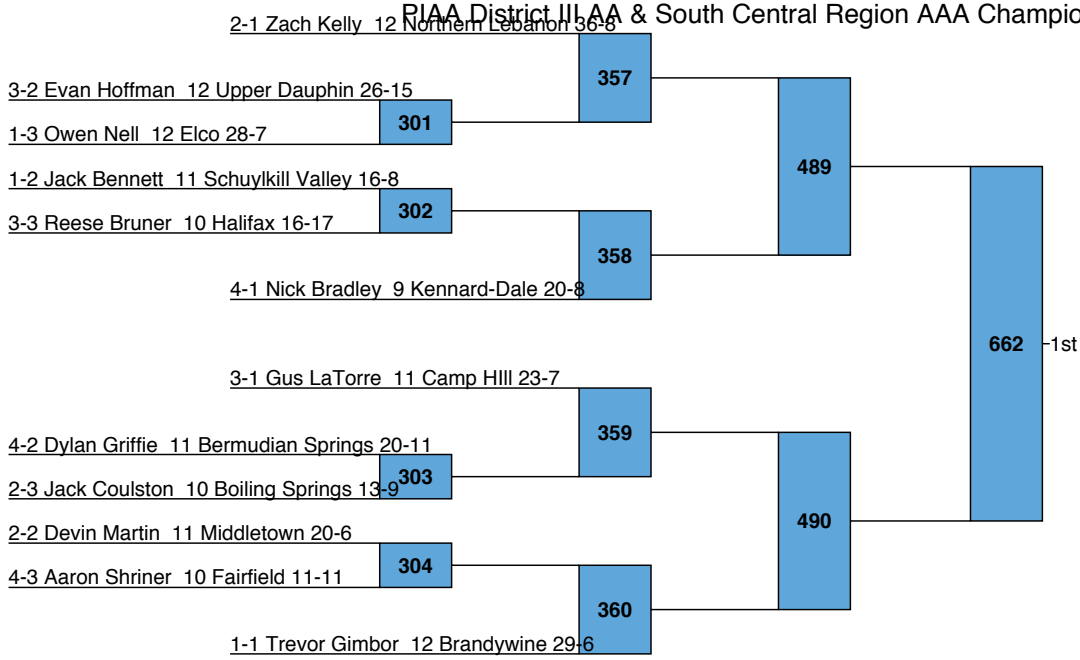 PIAA District III AA & South Central Region AAA Champio
2-1 Zach Kelly 12 Northern Lebanon 36-8
357
3-2 Evan Hoffman 12 Upper Dauphin 26-15
301
1-3 Owen Nell 12 Elco 28-7
489
1-2 Jack Bennett 11 Schuylkill Valley 16-8
302
3-3 Reese Bruner 10 Halifax 16-17
358
4-1 Nick Bradley 9 Kennard-Dale 20-8
662
1st
3-1 Gus LaTorre 11 Camp HIll 23-7
359
4-2 Dylan Griffie 11 Bermudian Springs 20-11
303
2-3 Jack Coulston 10 Boiling Springs 13-9
490
2-2 Devin Martin 11 Middletown 20-6
304
4-3 Aaron Shriner 10 Fairfield 11-11
360
1-1 Trevor Gimbor 12 Brandywine 29-6